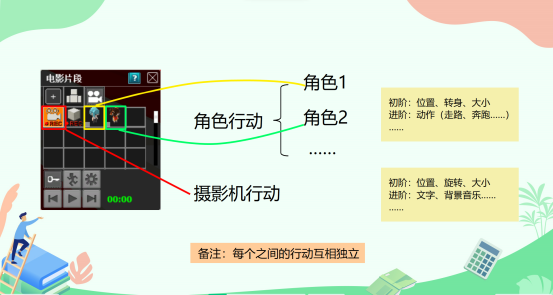 电影片段
?
角色1
角色行动
角色2
……
摄影机行动
00:00
初阶：位置、转身、大小
进阶：动作（走路、奔跑……）
……
初阶：位置、旋转、大小
进阶：文字、背景音乐……
……
备注：每个之间的行动互相独立